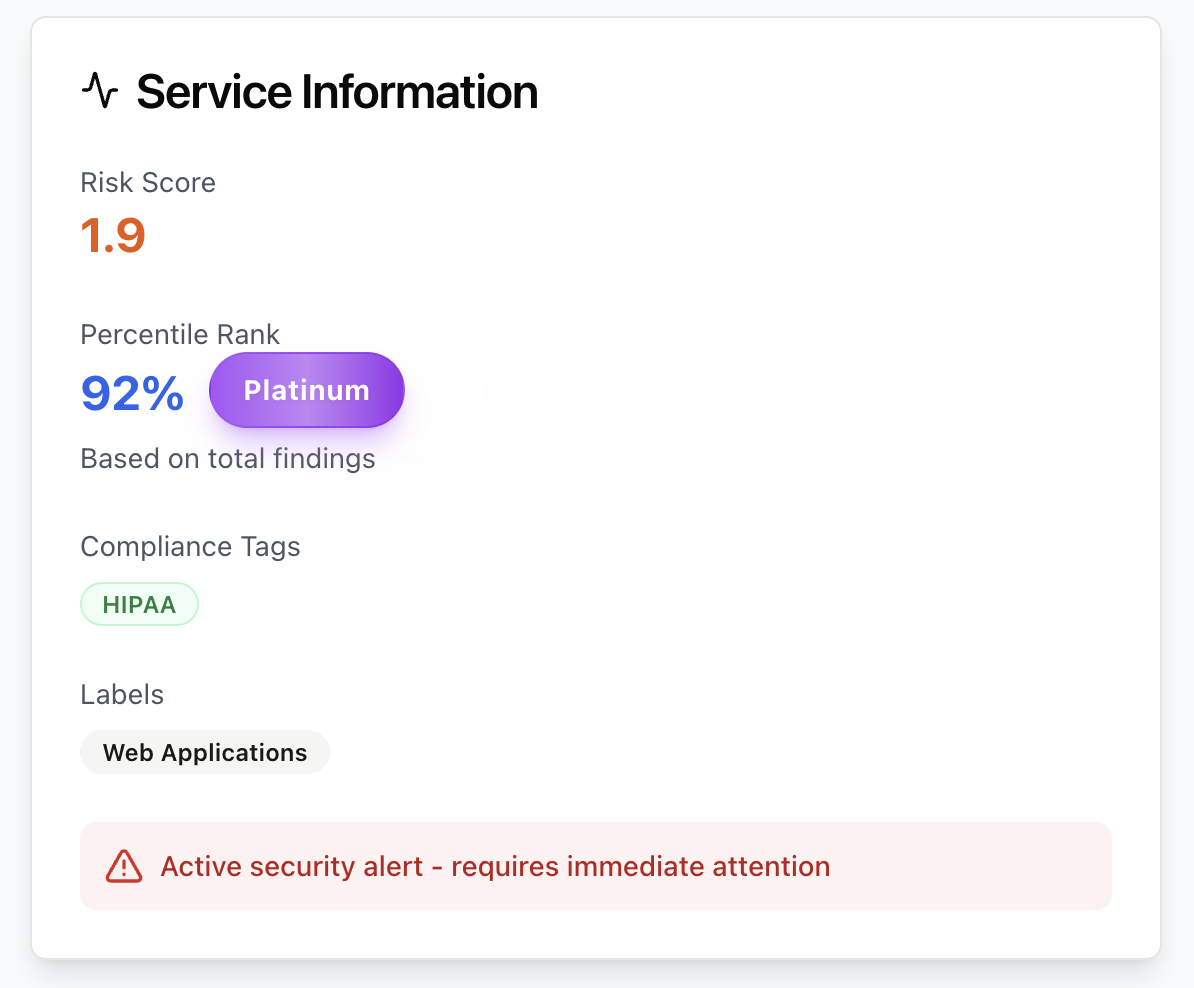 Service Information
Risk Score
1.9
Percentile Rank
92% Platinum
Based on total findings
Compliance Tags
HIPAA
Labels
Web Applications
Active security alert - requires immediate attention